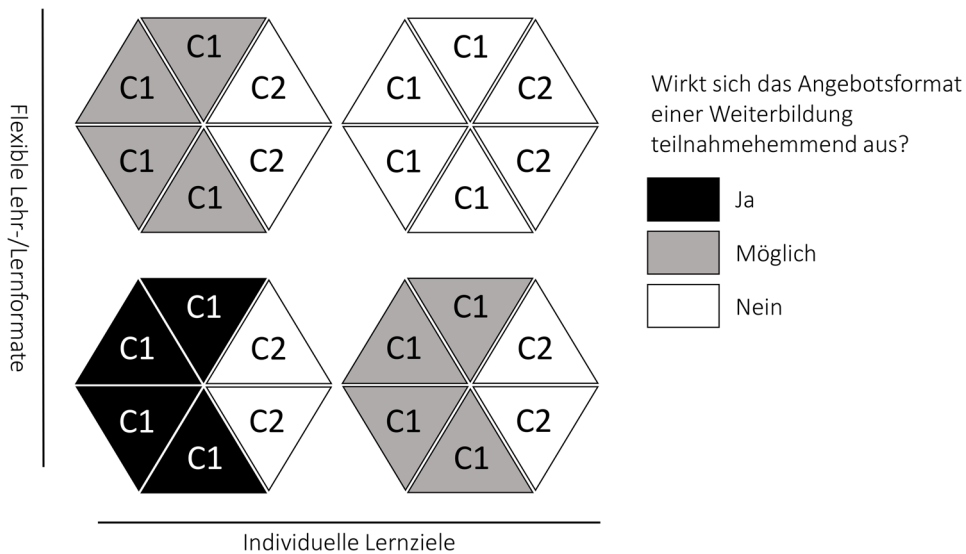 Flexible Lehr-/Lernformate
C1
C1
C2
C1
C1
C2
C1
C1
C2
C1
C1
C2
C1
C1
C2
C1
C1
C2
C1
C1
C2
C1
C1
C2
Individuelle Lernziele
Wirkt sich das Angebotsformat
einer Weiterbildung
teilnahmehemmend aus?
Ja
Möglich
Nein